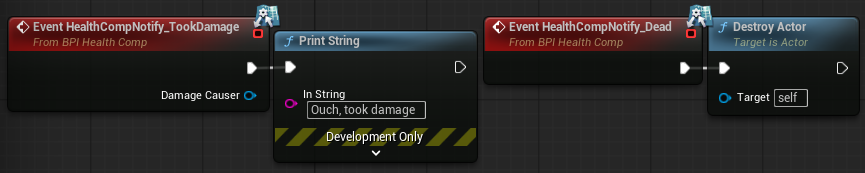 Event HealthCompNotify_TookDamage
From BPI Health Comp
Damage Causer
f Print String
In String
Ouch, took damage
Development Only
Event HealthCompNotify_Dead
From BPI Health Comp
f Destroy Actor
Target is Actor
Target self